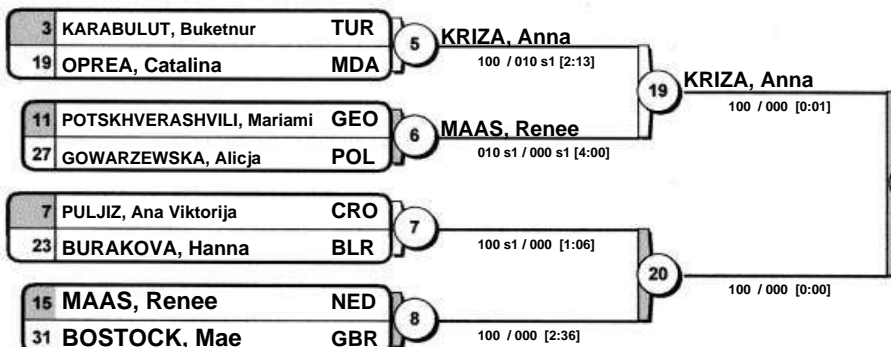 3 KARABULUT, Buketnur TUR
19 OPREA, Catalina MDA
5
KRIZA, Anna
100 / 010 s1 [2:13]
11 POTSKHVERASHVILI, Mariami GEO
27 GOWARZEWSKA, Alicja POL
6
MAAS, Renee
010 s1 / 000 s1 [4:00]
19
KRIZA, Anna
100 / 000 [0:01]
7 PULJIZ, Ana Viktorija CRO
23 BURAKOVA, Hanna BLR
7
100 s1 / 000 [1:06]
15 MAAS, Renee NED
31 BOSTOCK, Mae GBR
8
100 / 000 [2:36]
20
100 / 000 [0:00]